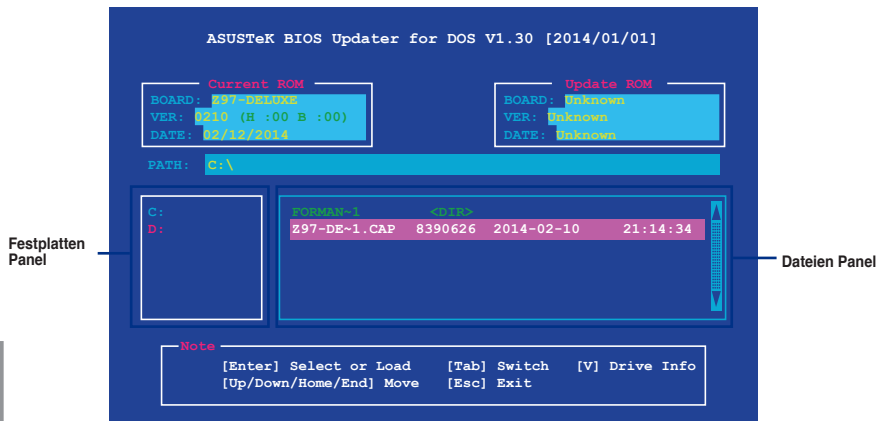 ASUSTeK BIOS Updater for DOS V1.30 [2014/01/01]
Current ROM
BOARD: Z97-DELUXE
VER: 0210 (H :00 B :00)
DATE: 02/12/2014
Update ROM
BOARD: Unknown
VER: Unknown
DATE: Unknown
PATH: C:\
Festplatten
Panel
C:
D:
FORMAN~1 <DIR>
Z97-DE~1.CAP 8390626 2014-02-10 21:14:34
Dateien Panel
Note
[Enter] Select or Load [Tab] Switch [V] Drive Info
[Up/Down/Home/End] Move [Esc] Exit